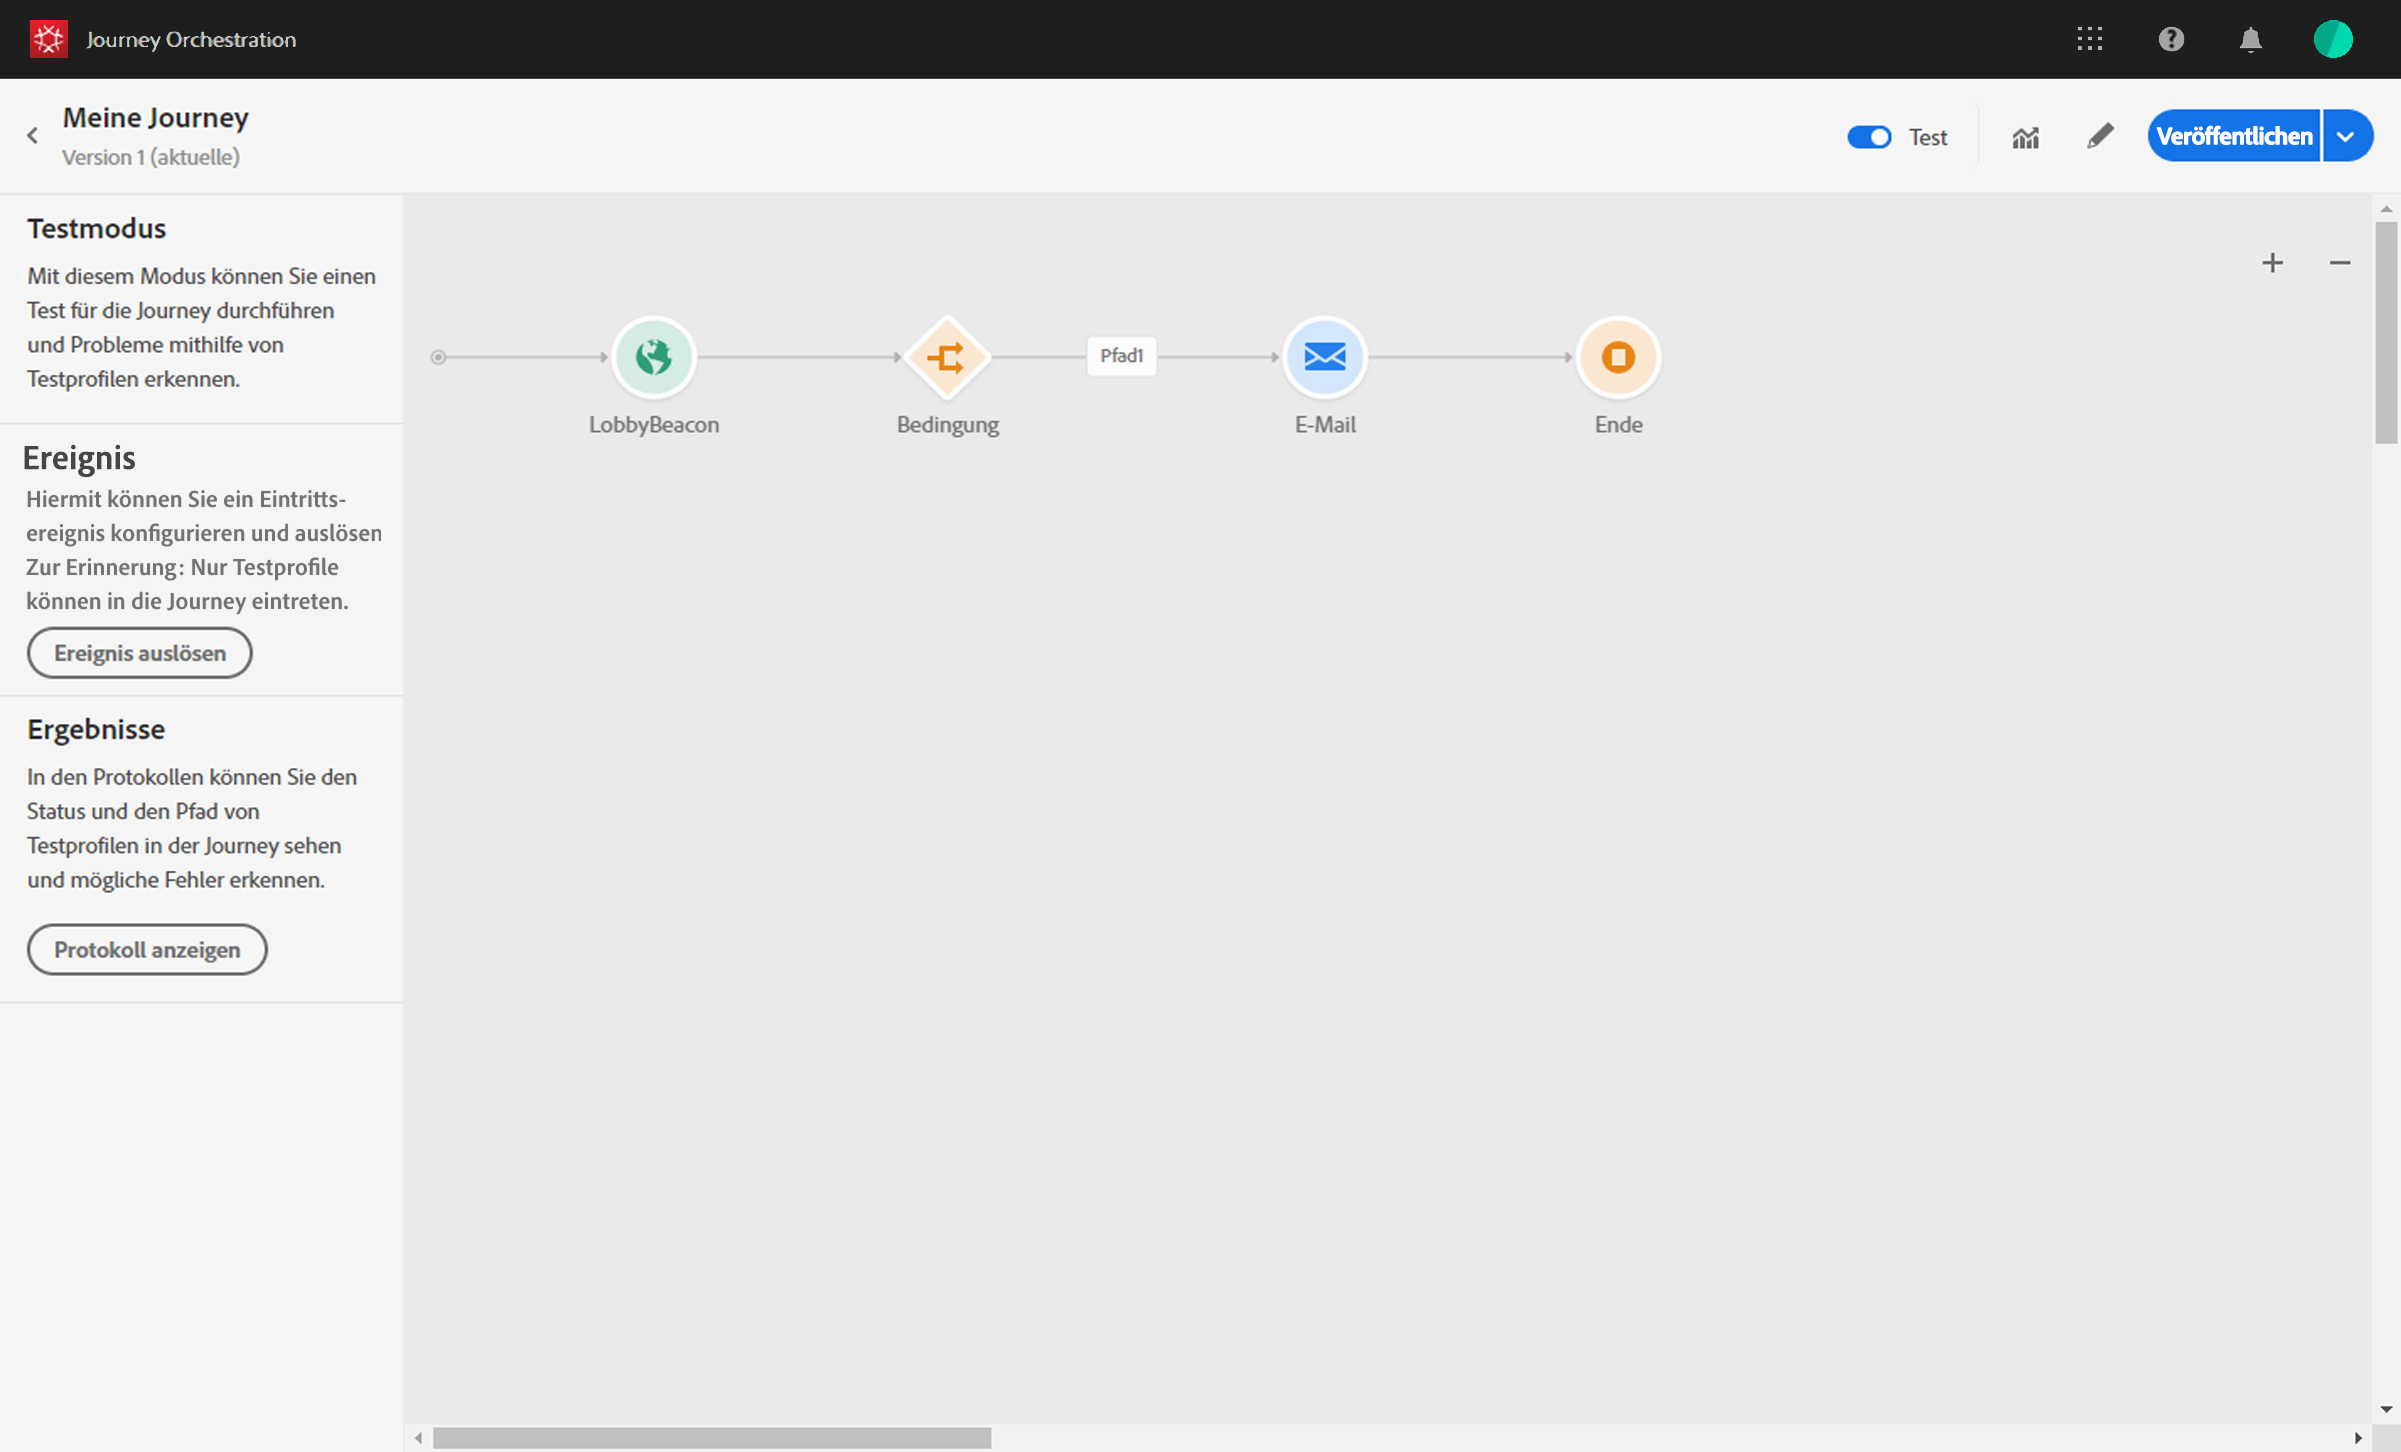 Journey Orchestration
Meine Journey
Version 1 (aktuelle)
Test
Veröffentlichen
Testmodus
Mit diesem Modus können Sie einen
Test für die Journey durchführen
und Probleme mithilfe von
Testprofilen erkennen.
Ereignis
Hiermit können Sie ein Eintritts-
ereignis konfigurieren und auslösen
Zur Erinnerung: Nur Testprofile
können in die Journey eintreten.
Ereignis auslösen
Ergebnisse
In den Protokollen können Sie den
Status und den Pfad von
Testprofilen in der Journey sehen
und mögliche Fehler erkennen.
Protokoll anzeigen
Pfad1
LobbyBeacon
Bedingung
E-Mail
Ende